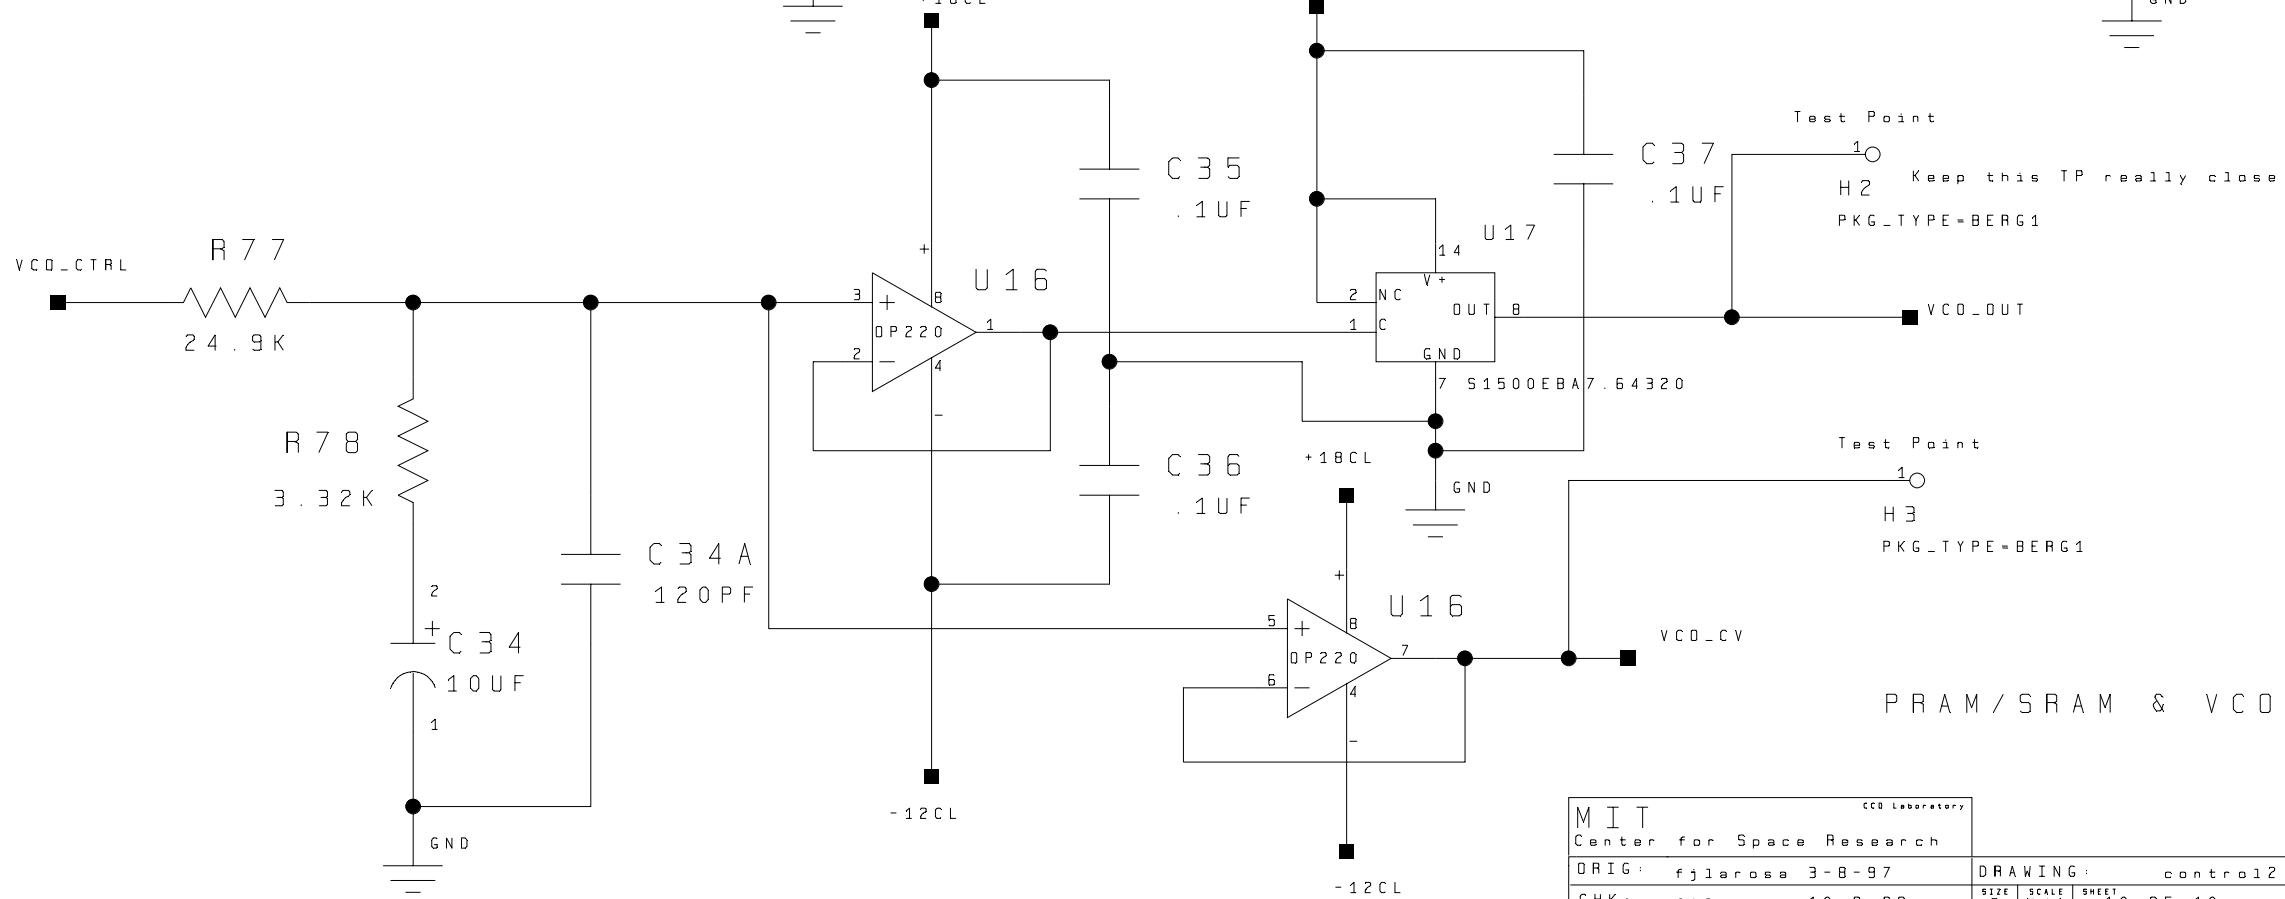 GND
Test Point
1
H2
Keep this TP really close
PKG_TYPE=BERG1
C35
.1UF
C37
.1UF
U17
14
V+
2 NC
OUT 8
1 C
GND
7
S1500EBA7.64320
VCO_OUT
VCO_CTRL
R77
24.9K
+
3
+
8
U16
OP220
1
2
−
4
−
R78
3.32K
C36
.1UF
+18CL
GND
Test Point
1
H3
PKG_TYPE=BERG1
C34A
120PF
2
+
C34
10UF
1
GND
-12CL
+
5
+
8
U16
OP220
7
6
−
4
−
VCO_CV
-12CL
PRAM/SRAM & VCO
MIT
CCD Laboratory
Center for Space Research
ORIG: fjlarosa 3-8-97
DRAWING: control2
SIZE SCALE SHEET